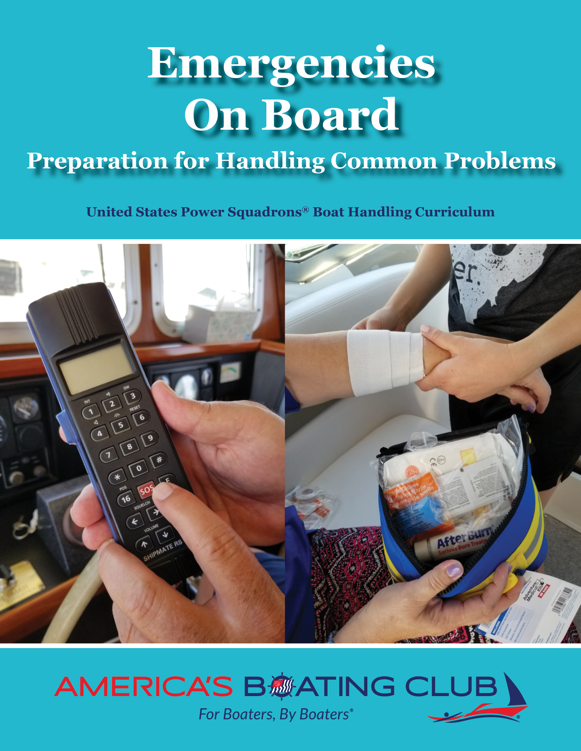 Emergencies
On Board
Preparation for Handling Common Problems
United States Power Squadrons® Boat Handling Curriculum
er.
1 2 3
4 5 6
7 8 9
* 0 #
16 SOS
VOLUME
SHIPMATE RS
After Burn
AMERICA'S BOATING CLUB
For Boaters, By Boaters®